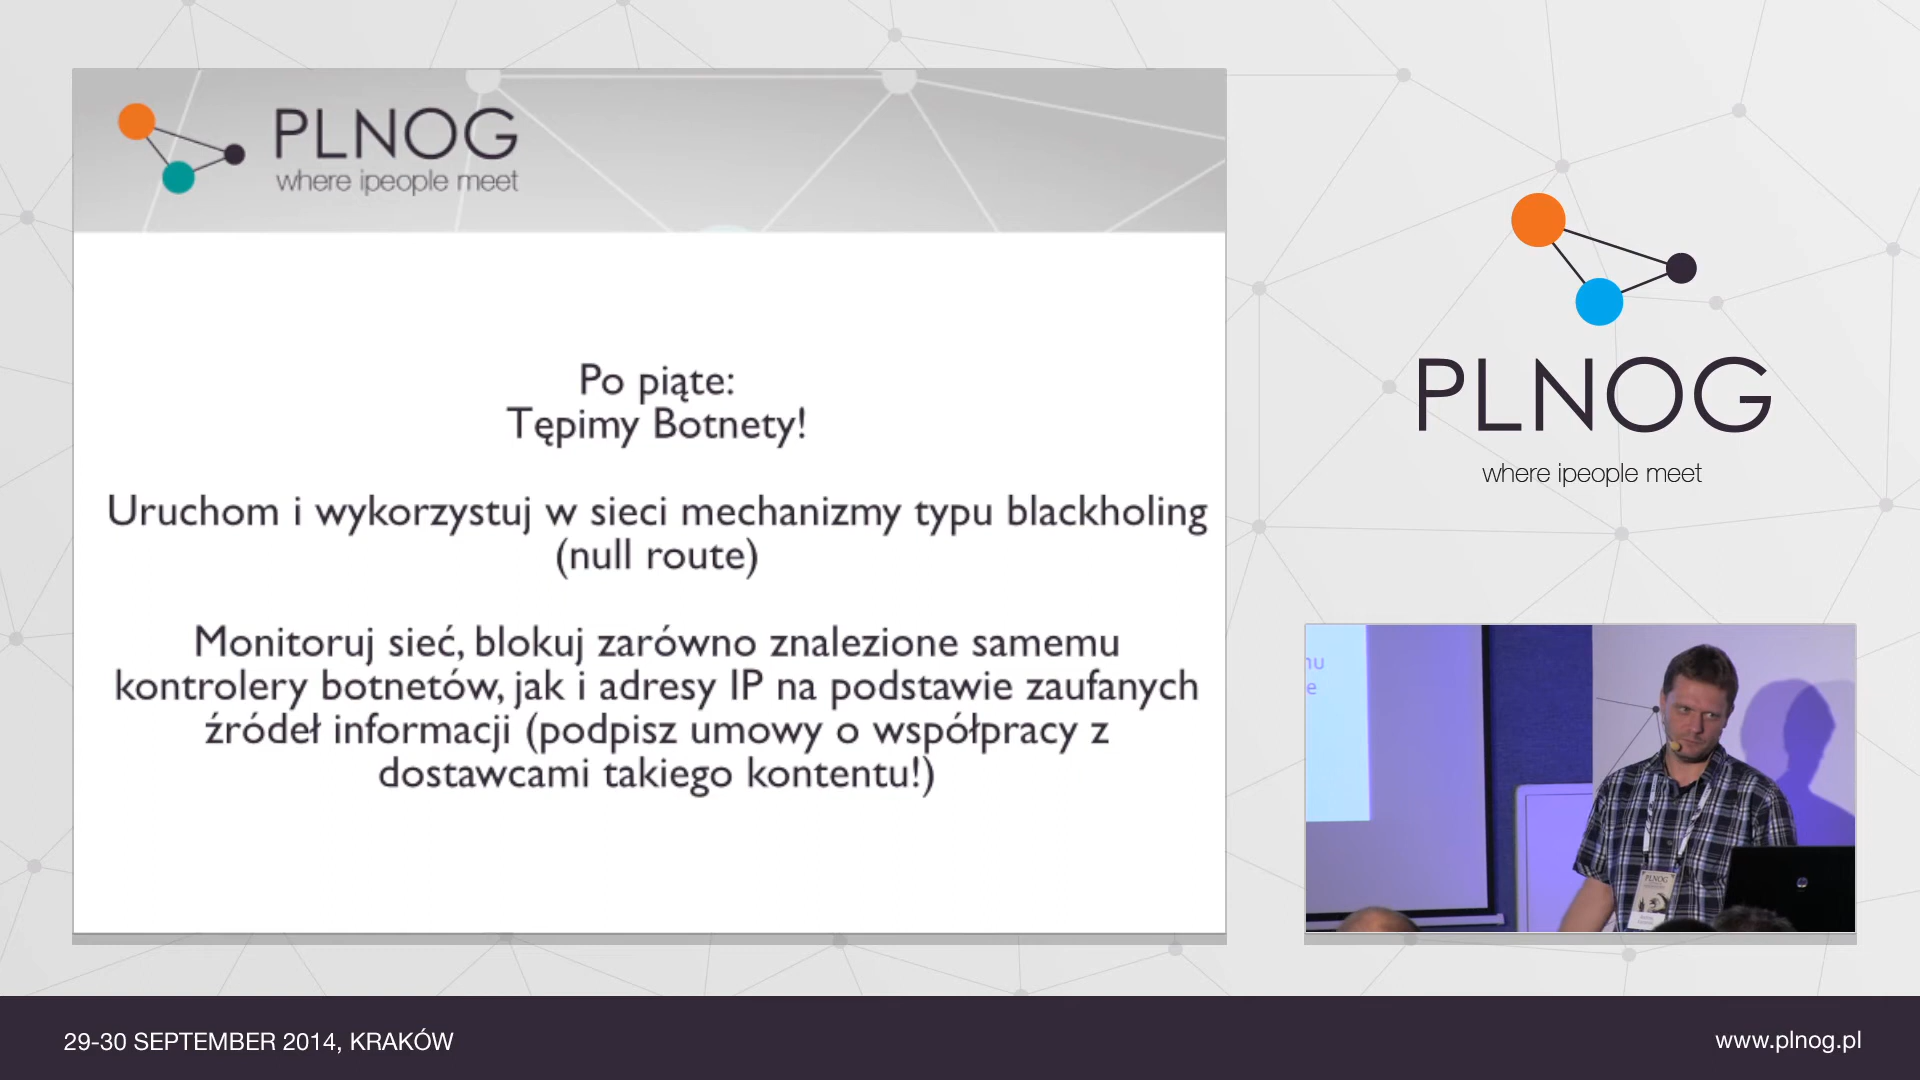 PLNOG
where ipeople meet
Po piąte:
Tępimy Botnety!
Uruchom i wykorzystuj w sieci mechanizmy typu blackholing
(null route)
Monitoruj sieć, blokuj zarówno znalezione samemu
kontrolery botnetów, jak i adresy IP na podstawie zaufanych
źródeł informacji (podpisz umowy o współpracy z
dostawcami takiego kontentu!)
PLNOG
where ipeople meet
nu
e
PLNOG
29-30 SEPTEMBER 2014, KRAKÓW
www.plnog.pl